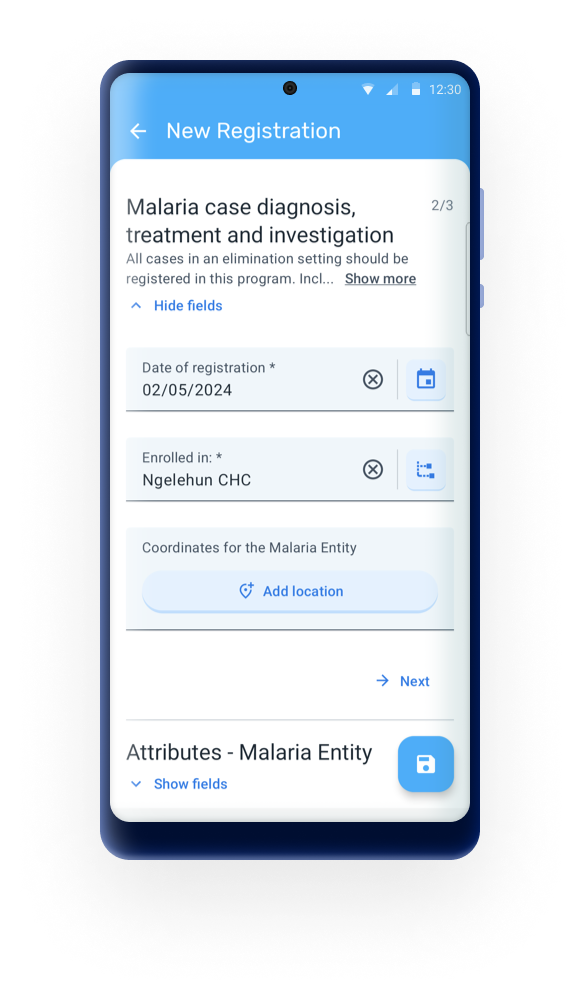 12:30
New Registration
Malaria case diagnosis,
2/3
treatment and investigation
All cases in an elimination setting should be
registered in this program. Incl... Show more
Hide fields
Date of registration *
02/05/2024
Enrolled in: *
Ngelehun CHC
Coordinates for the Malaria Entity
Add location
Next
Attributes - Malaria Entity
Show fields